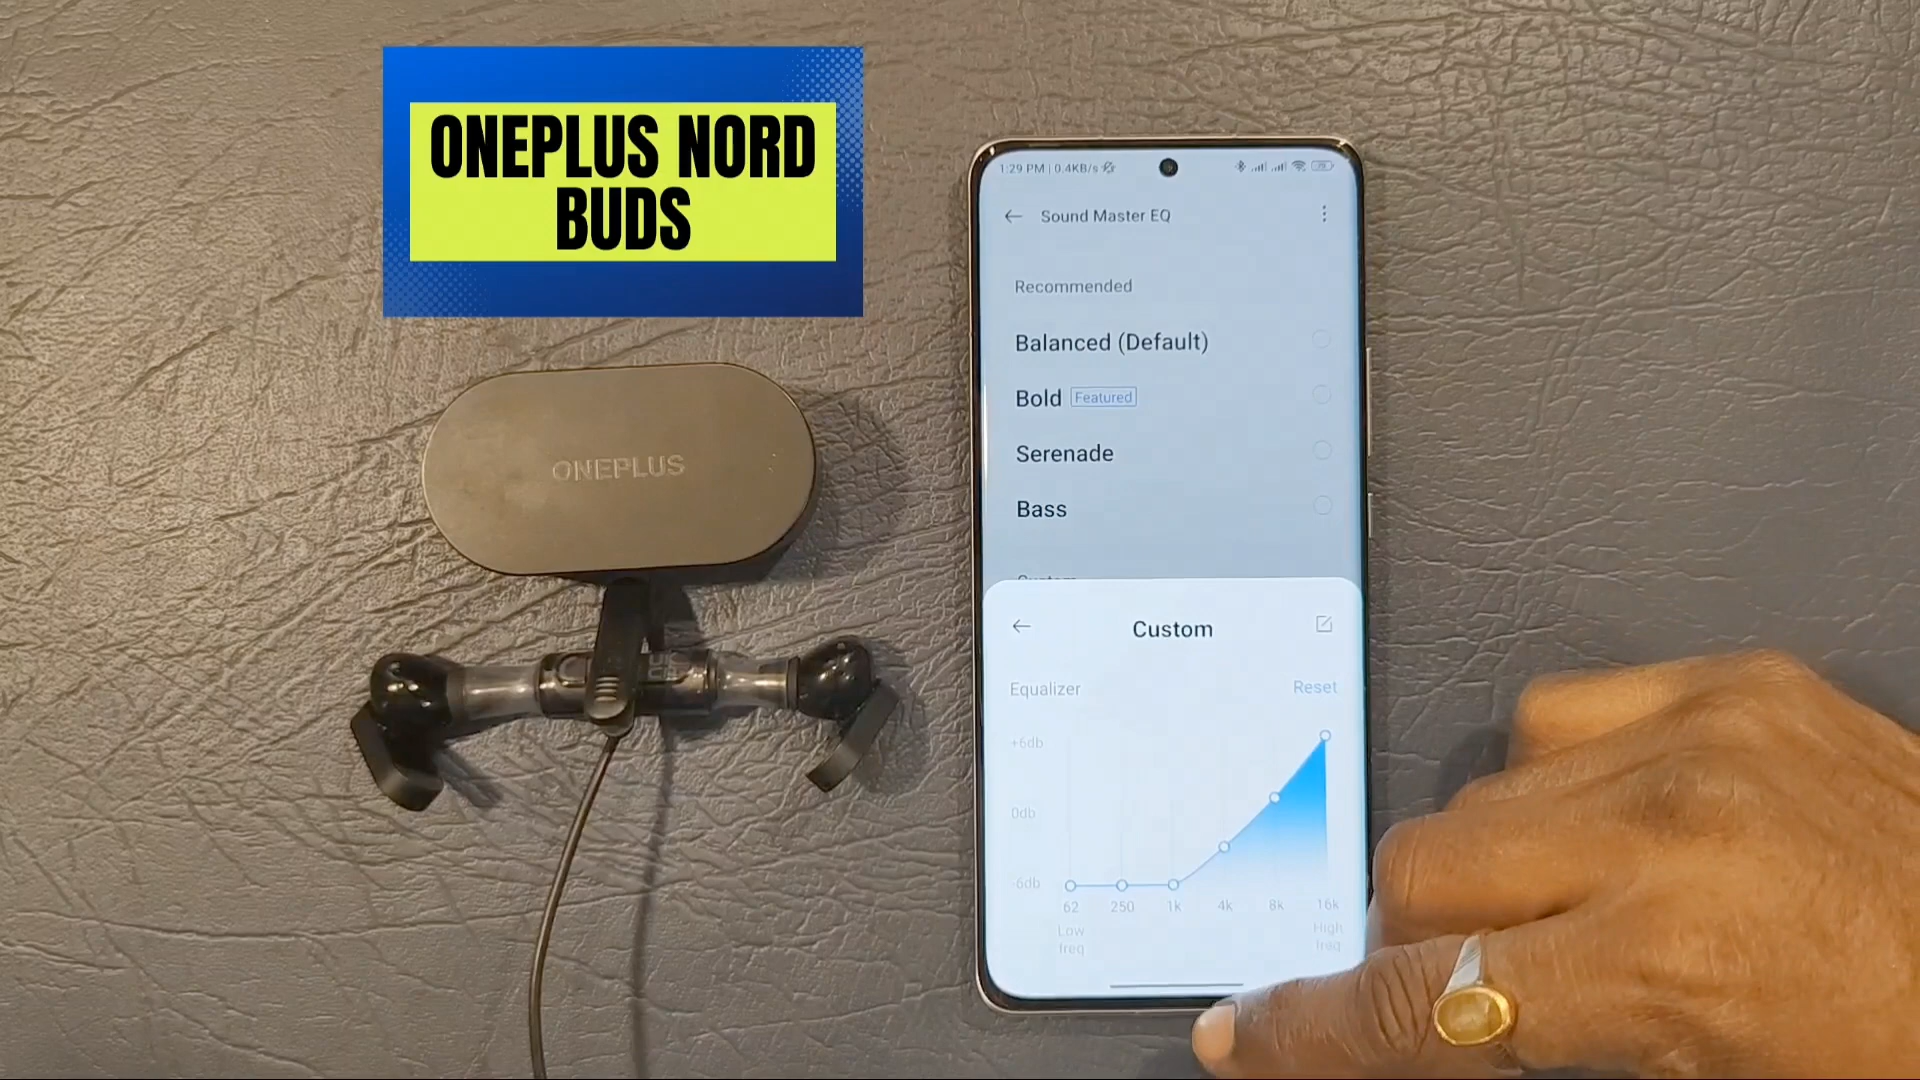 ONEPLUS NORD
BUDS
ONEPLUS
1:29 PM | 0.4KB/s
Sound Master EQ
Recommended
Balanced (Default)
Bold Featured
Serenade
Bass
Custom
Custom
Equalizer
Reset
+6db
0db
-6db
62 250 1k 4k 8k 16k
Low
freq
High
freq